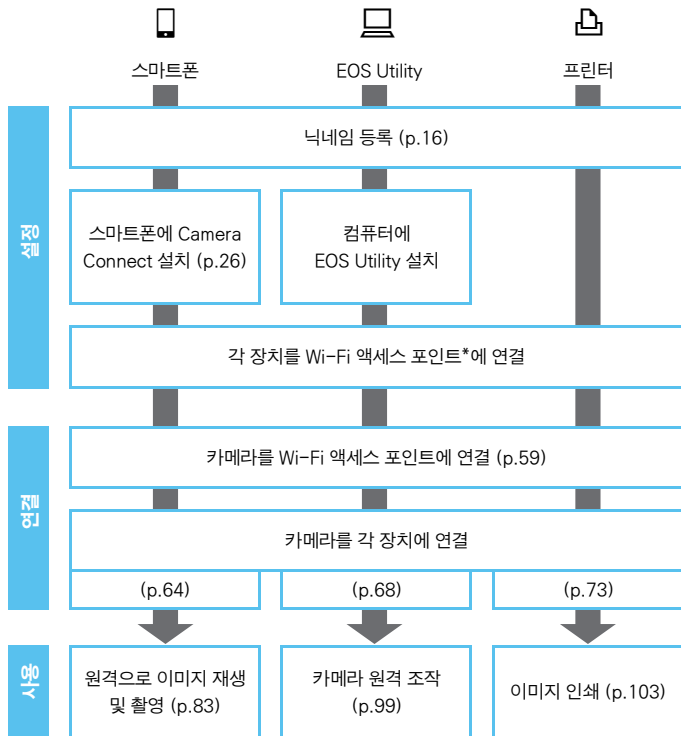 스마트폰
EOS Utility
프린터
설정
닉네임 등록 (p.16)
스마트폰에 Camera
Connect 설치 (p.26)
컴퓨터에
EOS Utility 설치
각 장치를 Wi-Fi 액세스 포인트*에 연결
연결
카메라를 Wi-Fi 액세스 포인트에 연결 (p.59)
카메라를 각 장치에 연결
(p.64)
(p.68)
(p.73)
사용
원격으로 이미지 재생
및 촬영 (p.83)
카메라 원격 조작
(p.99)
이미지 인쇄 (p.103)